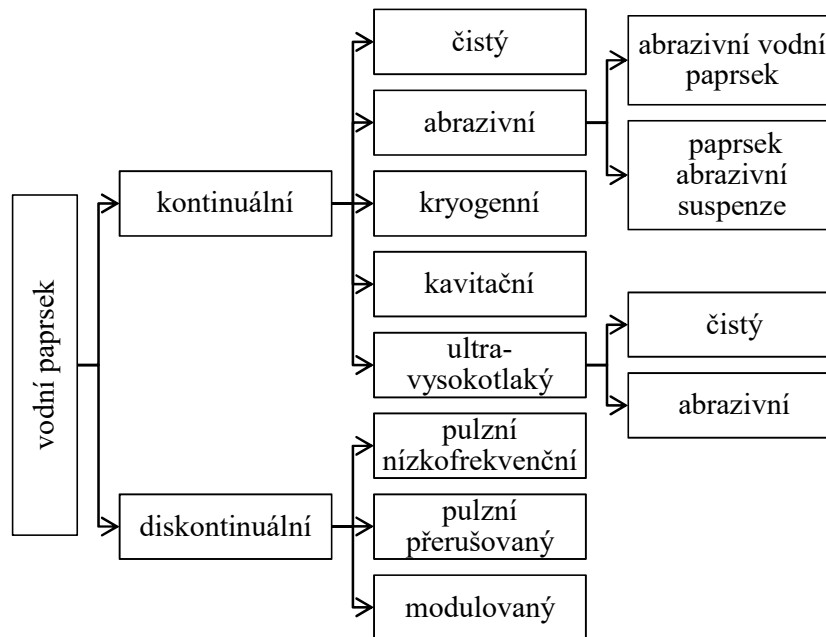 vodní paprsek
kontinuální
čistý
abrazivní
abrazivní vodní
paprsek
paprsek
abrazivní
suspenze
kryogenní
kavitační
ultra-
vysokotlaký
čistý
abrazivní
diskontinuální
pulzní
nízkofrekvenční
pulzní
přerušovaný
modulovaný